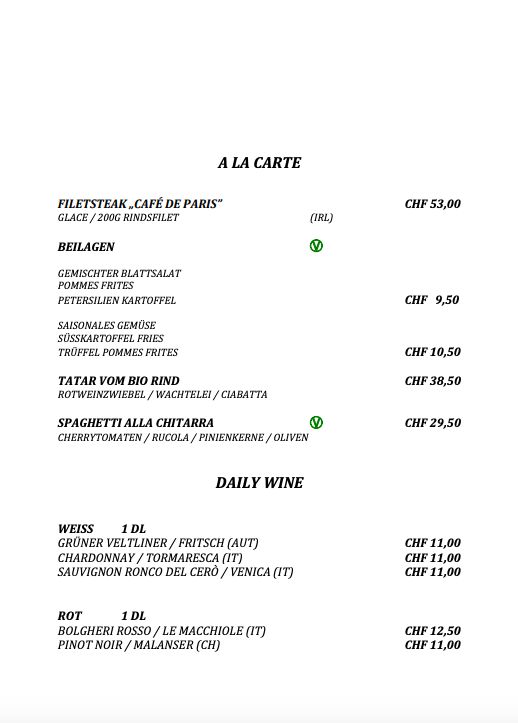 A LA CARTE
FILETSTEAK „CAFÉ DE PARIS” CHF 53,00
GLACE / 200G RINDSFILET (IRL)
BEILAGEN Ⓥ
GEMISCHTER BLATTSALAT
POMMES FRITES
PETERSILIEN KARTOFFEL CHF 9,50
SAISONALES GEMÜSE
SÜSSKARTOFFEL FRIES
TRÜFFEL POMMES FRITES CHF 10,50
TATAR VOM BIO RIND CHF 38,50
ROTWEINZWIEBEL / WACHTELEI / CIABATTA
SPAGHETTI ALLA CHITARRA Ⓥ CHF 29,50
CHERRYTOMATEN / RUCOLA / PINIENKERNE / OLIVEN
DAILY WINE
WEISS 1 DL
GRÜNER VELTLINER / FRITSCH (AUT) CHF 11,00
CHARDONNAY / TORMARESCA (IT) CHF 11,00
SAUVIGNON RONCO DEL CERÒ / VENICA (IT) CHF 11,00
ROT 1 DL
BOLGHERI ROSSO / LE MACCHIOLE (IT) CHF 12,50
PINOT NOIR / MALANSER (CH) CHF 11,00